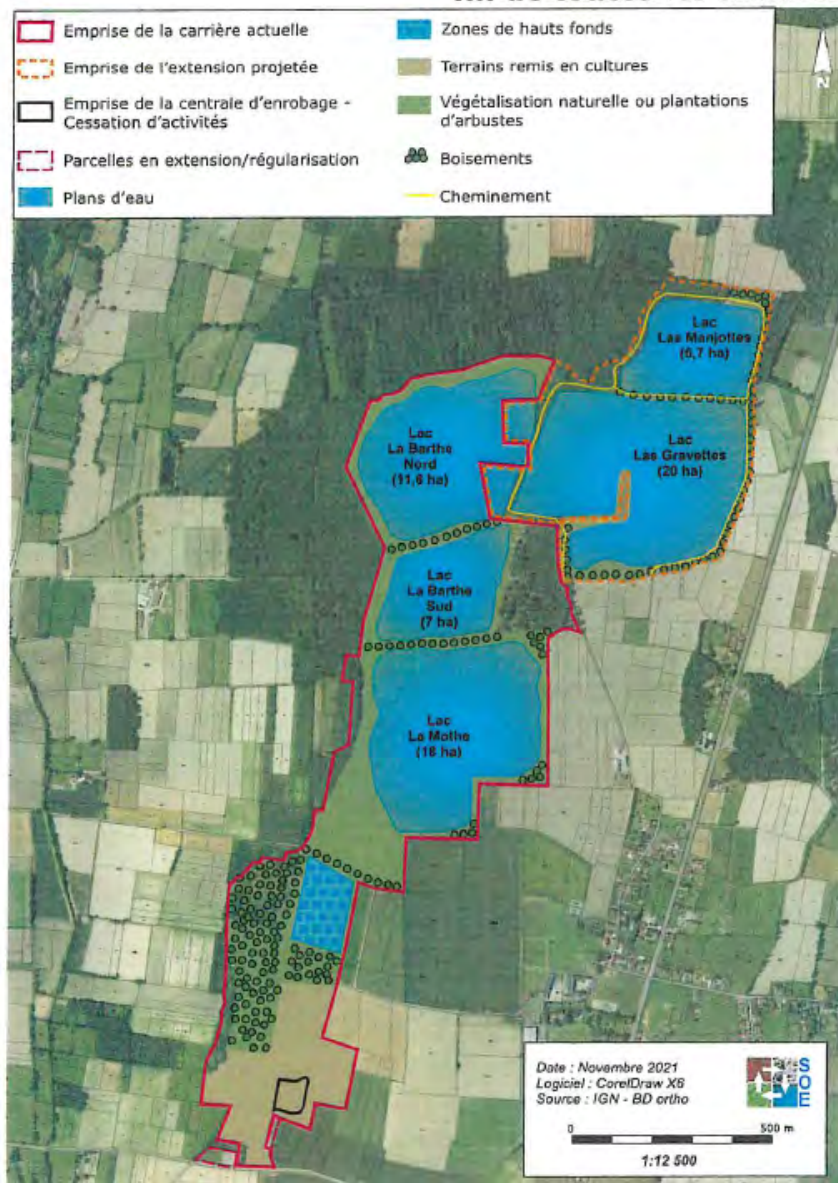 Emprise de la carrière actuelle
Emprise de l'extension projetée
Emprise de la centrale d'enrobage -
Cessation d'activités
Parcelles en extension/régularisation
Plans d'eau
Zones de hauts fonds
Terrains remis en cultures
Végétalisation naturelle ou plantations
d'arbustes
Boisements
Cheminement
N
Lac
Las Manjottes
(6,7 ha)
Lac
La Barthe
Nord
(11,6 ha)
Lac
Las Gravettes
(20 ha)
Lac
La Barthe
Sud
(7 ha)
Lac
La Mothe
(16 ha)
Date : Novembre 2021
Logiciel : CorelDraw X6
Source : IGN - BD ortho
SOE
0 500 m
1:12 500